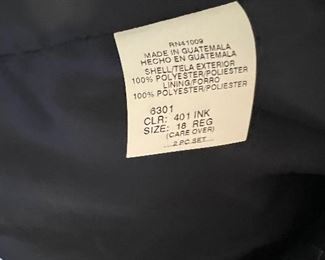 RN41009
MADE IN GUATEMALA
HECHO EN GUATEMALA
SHELL/TELA EXTERIOR
100% POLYESTER/POLIESTER
LINING/FORRO
100% POLYESTER/POLIESTER
6301
CLR: 401 INK
SIZE: 18 REG
(CARE OVER)
2 PC SET